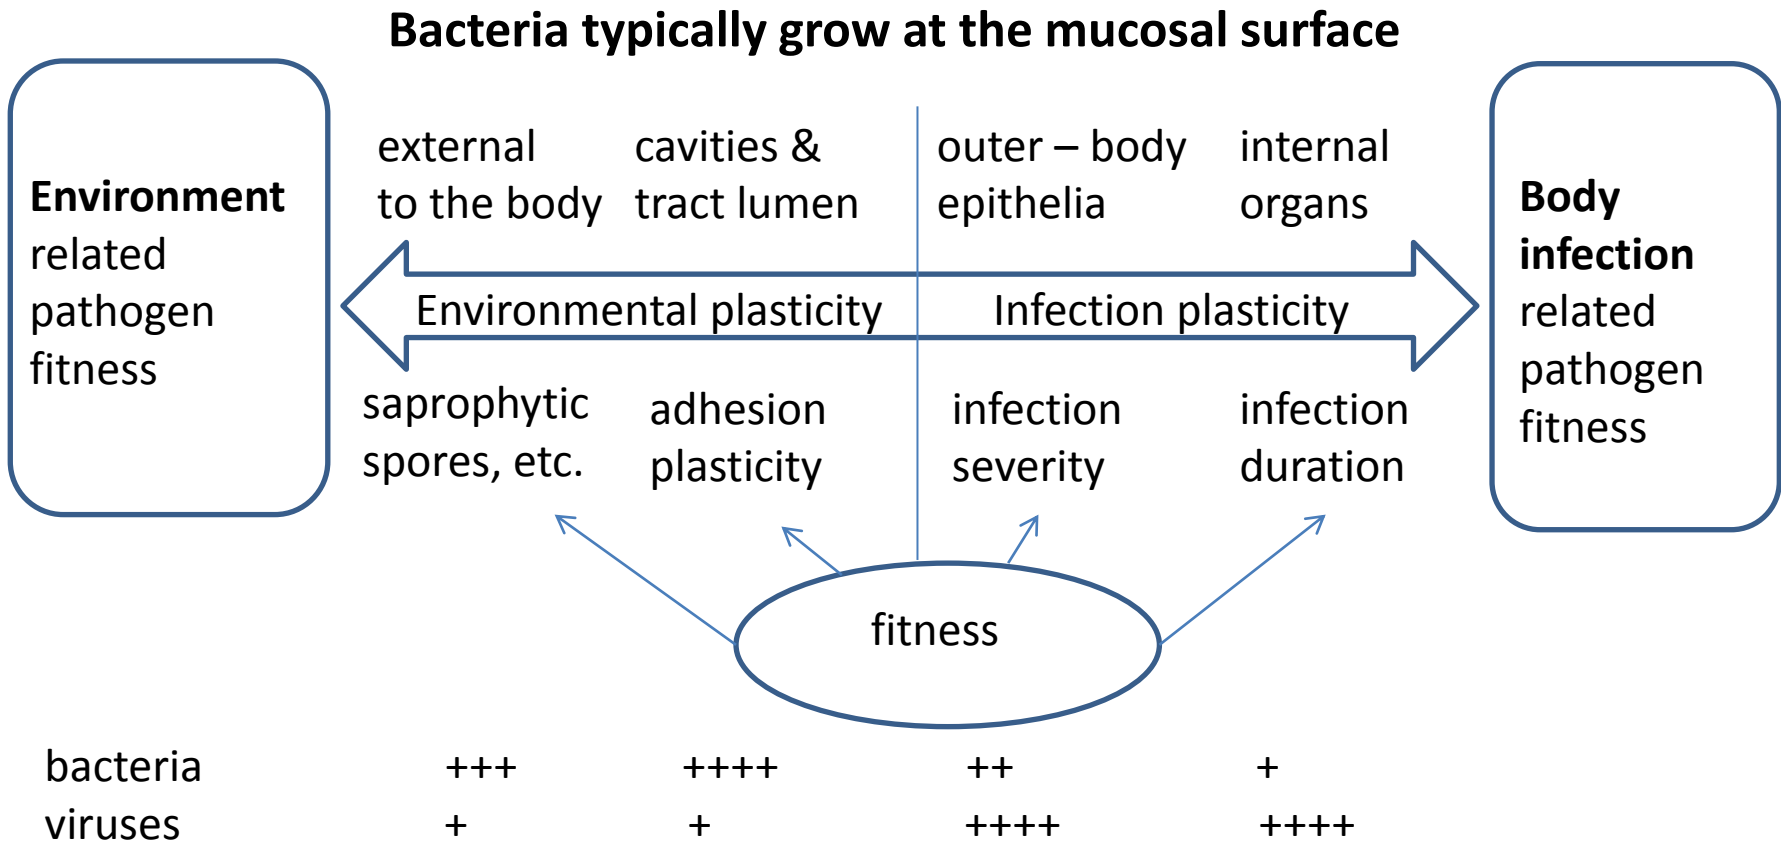 Bacteria typically grow at the mucosal surface
Environment
related
pathogen
fitness
external
to the body
cavities &
tract lumen
outer – body
epithelia
internal
organs
Environmental plasticity
Infection plasticity
saprophytic
spores, etc.
adhesion
plasticity
infection
severity
infection
duration
Body
infection
related
pathogen
fitness
fitness
bacteria +++ ++++ ++ +
viruses + + ++++ ++++